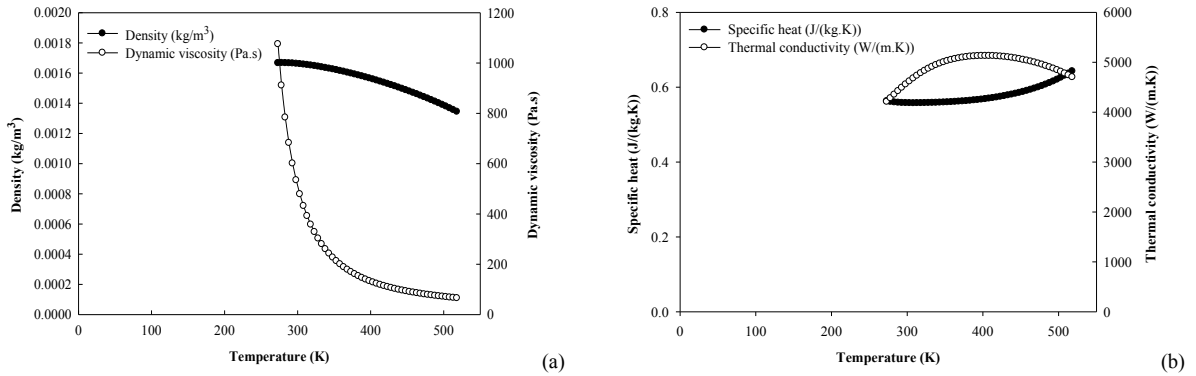 0.0020
0.0018
0.0016
0.0014
0.0012
0.0010
0.0008
0.0006
0.0004
0.0002
0.0000
Density (kg/m³)
Density (kg/m³)
Dynamic viscosity (Pa.s)
1200
1000
800
600
400
200
0
Dynamic viscosity (Pa.s)
0 100 200 300 400 500
Temperature (K)
(a)
0.8
0.6
0.4
0.2
0.0
Specific heat (J/(kg.K))
Specific heat (J/(kg.K))
Thermal conductivity (W/(m.K))
6000
5000
4000
3000
2000
1000
0
Thermal conductivity (W/(m.K))
0 100 200 300 400 500
Temperature (K)
(b)